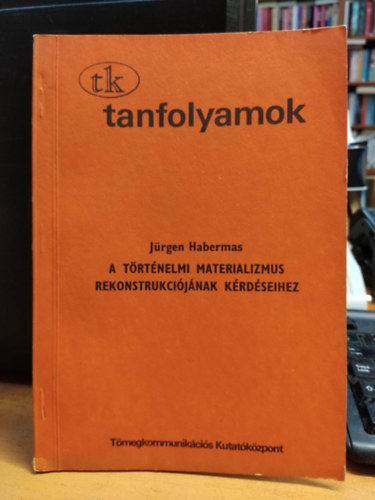 tk
tanfolyamok
Jürgen Habermas
A TÖRTÉNELMI MATERIALIZMUS
REKONSTRUKCIÓJÁNAK KÉRDÉSEIHEZ
Tömegkommunikációs Kutatóközpont